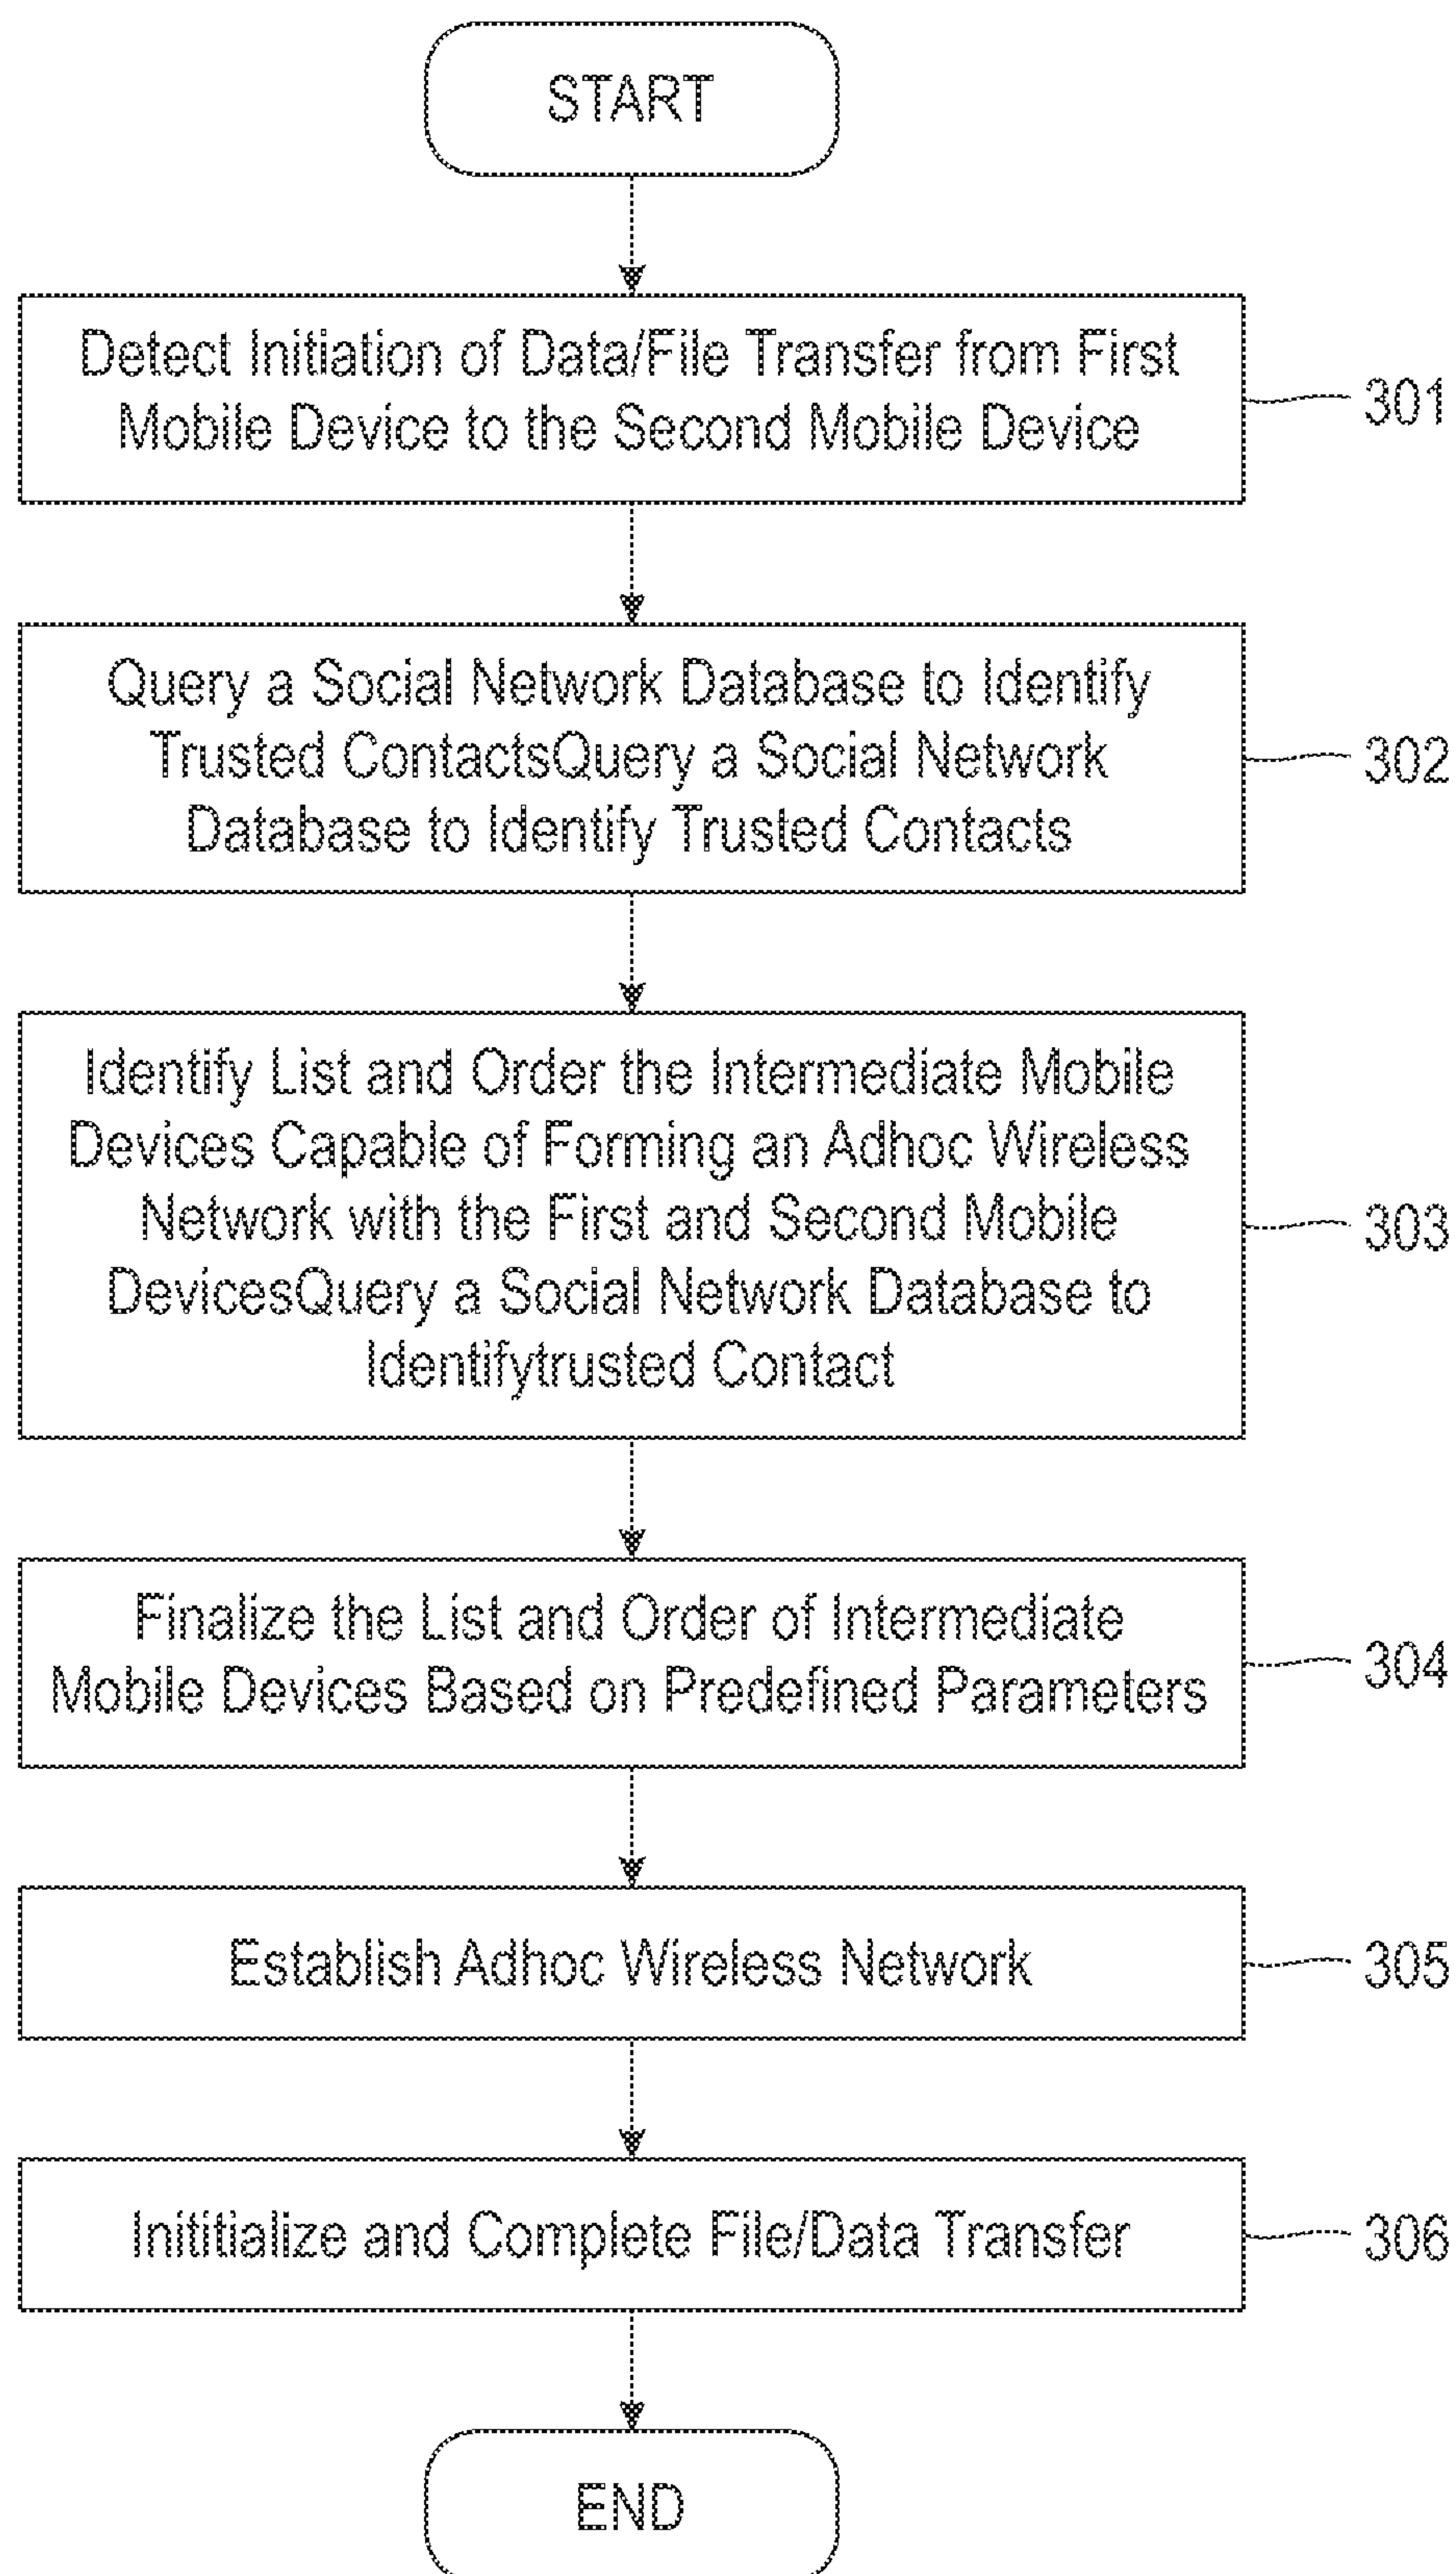 START
Detect Initiation of Data/File Transfer from First
Mobile Device to the Second Mobile Device
301
Query a Social Network Database to Identify
Trusted ContactsQuery a Social Network
Database to Identify Trusted Contacts
302
Identify List and Order the Intermediate Mobile
Devices Capable of Forming an Adhoc Wireless
Network with the First and Second Mobile
DevicesQuery a Social Network Database to
Identifytrusted Contact
303
Finalize the List and Order of Intermediate
Mobile Devices Based on Predefined Parameters
304
Establish Adhoc Wireless Network
305
Inititialize and Complete File/Data Transfer
306
END